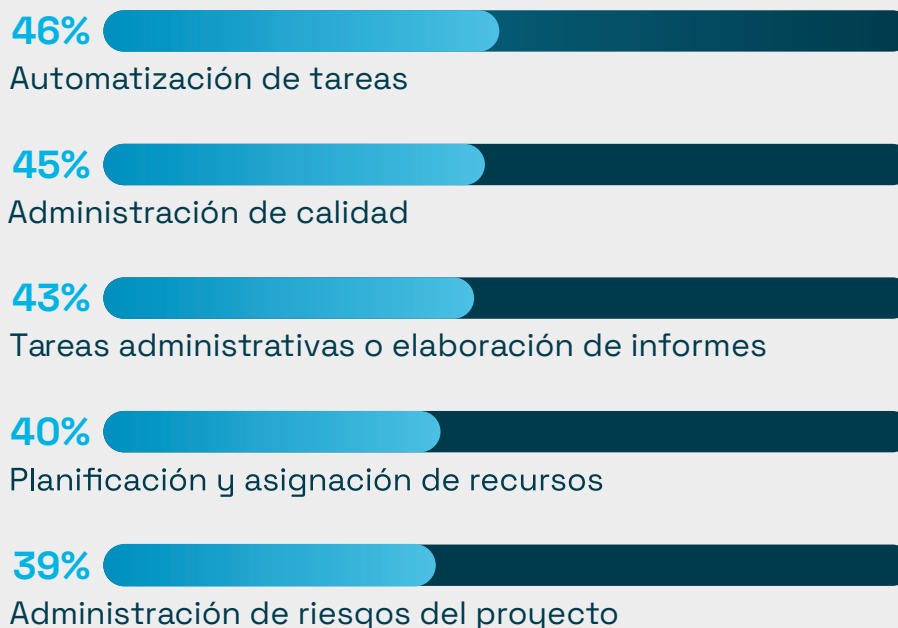 46%
Automatización de tareas
45%
Administración de calidad
43%
Tareas administrativas o elaboración de informes
40%
Planificación y asignación de recursos
39%
Administración de riesgos del proyecto